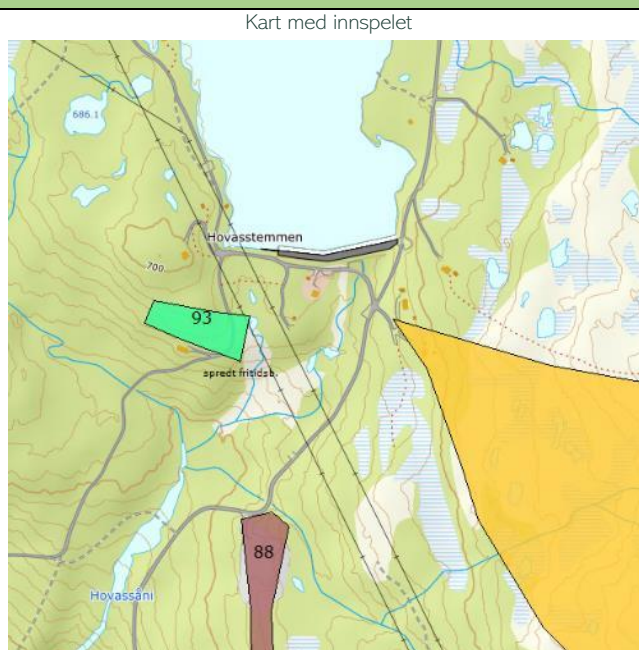 Kart med innspelet
686.1
Hovasstemmen
700
93
spredt fritidsb.
88
Hovassåni